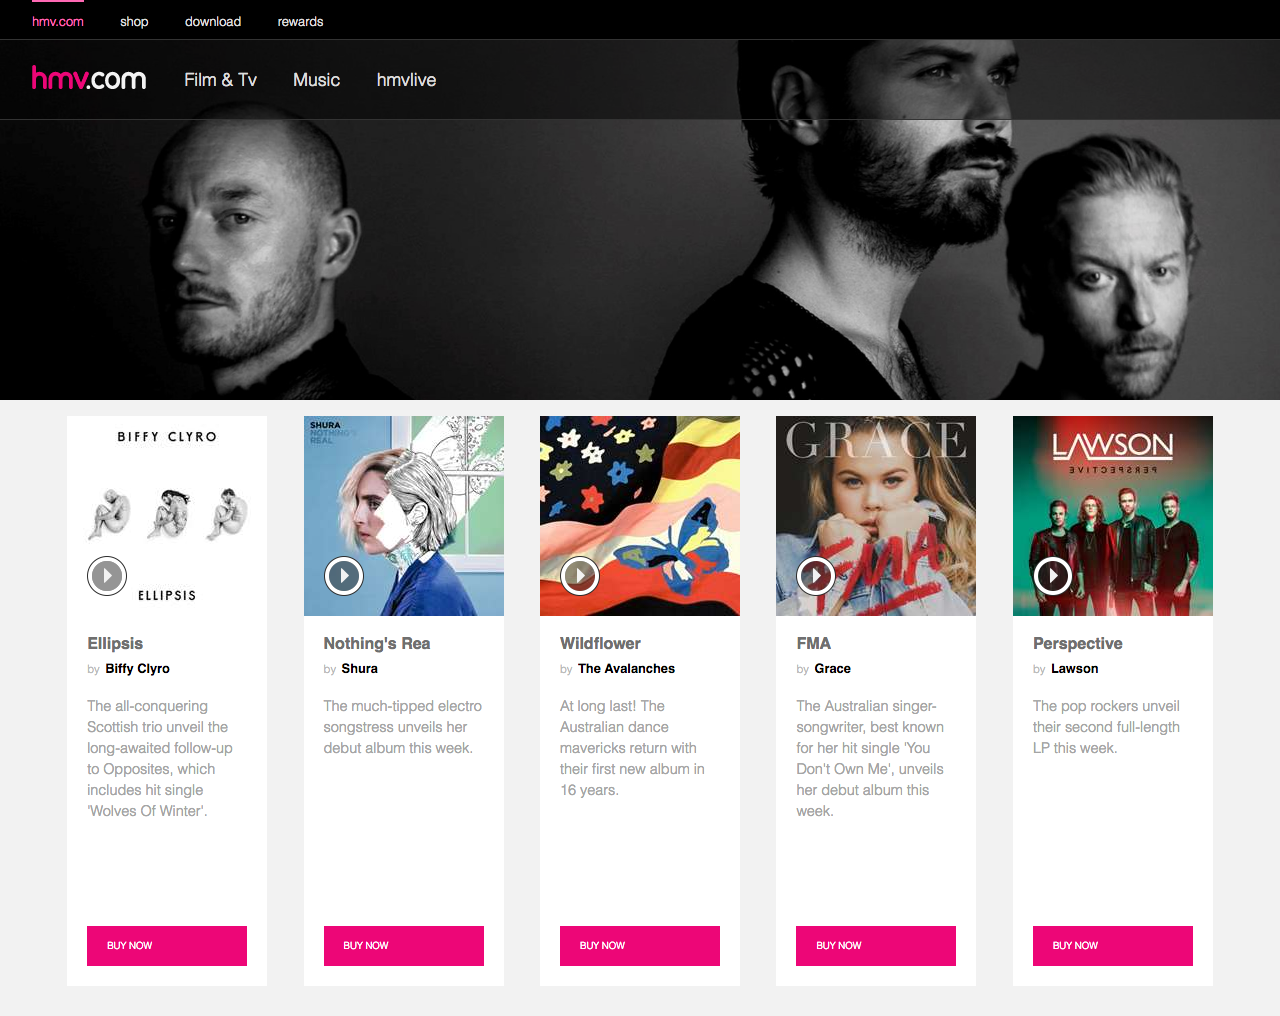 hmv.com shop download rewards
hmv.com Film & Tv Music hmvlive
BIFFY CLYRO
ELLIPSIS
Ellipsis
by Biffy Clyro
The all-conquering
Scottish trio unveil the
long-awaited follow-up
to Opposites, which
includes hit single
'Wolves Of Winter'.
BUY NOW
SHURA
NOTHING'S
REAL
Nothing's Rea
by Shura
The much-tipped electro
songstress unveils her
debut album this week.
BUY NOW
Wildflower
by The Avalanches
At long last! The
Australian dance
mavericks return with
their first new album in
16 years.
BUY NOW
GRACE
FMA
FMA
by Grace
The Australian singer-
songwriter, best known
for her hit single 'You
Don't Own Me', unveils
her debut album this
week.
BUY NOW
LAWSON
PERSPECTIVE
Perspective
by Lawson
The pop rockers unveil
their second full-length
LP this week.
BUY NOW